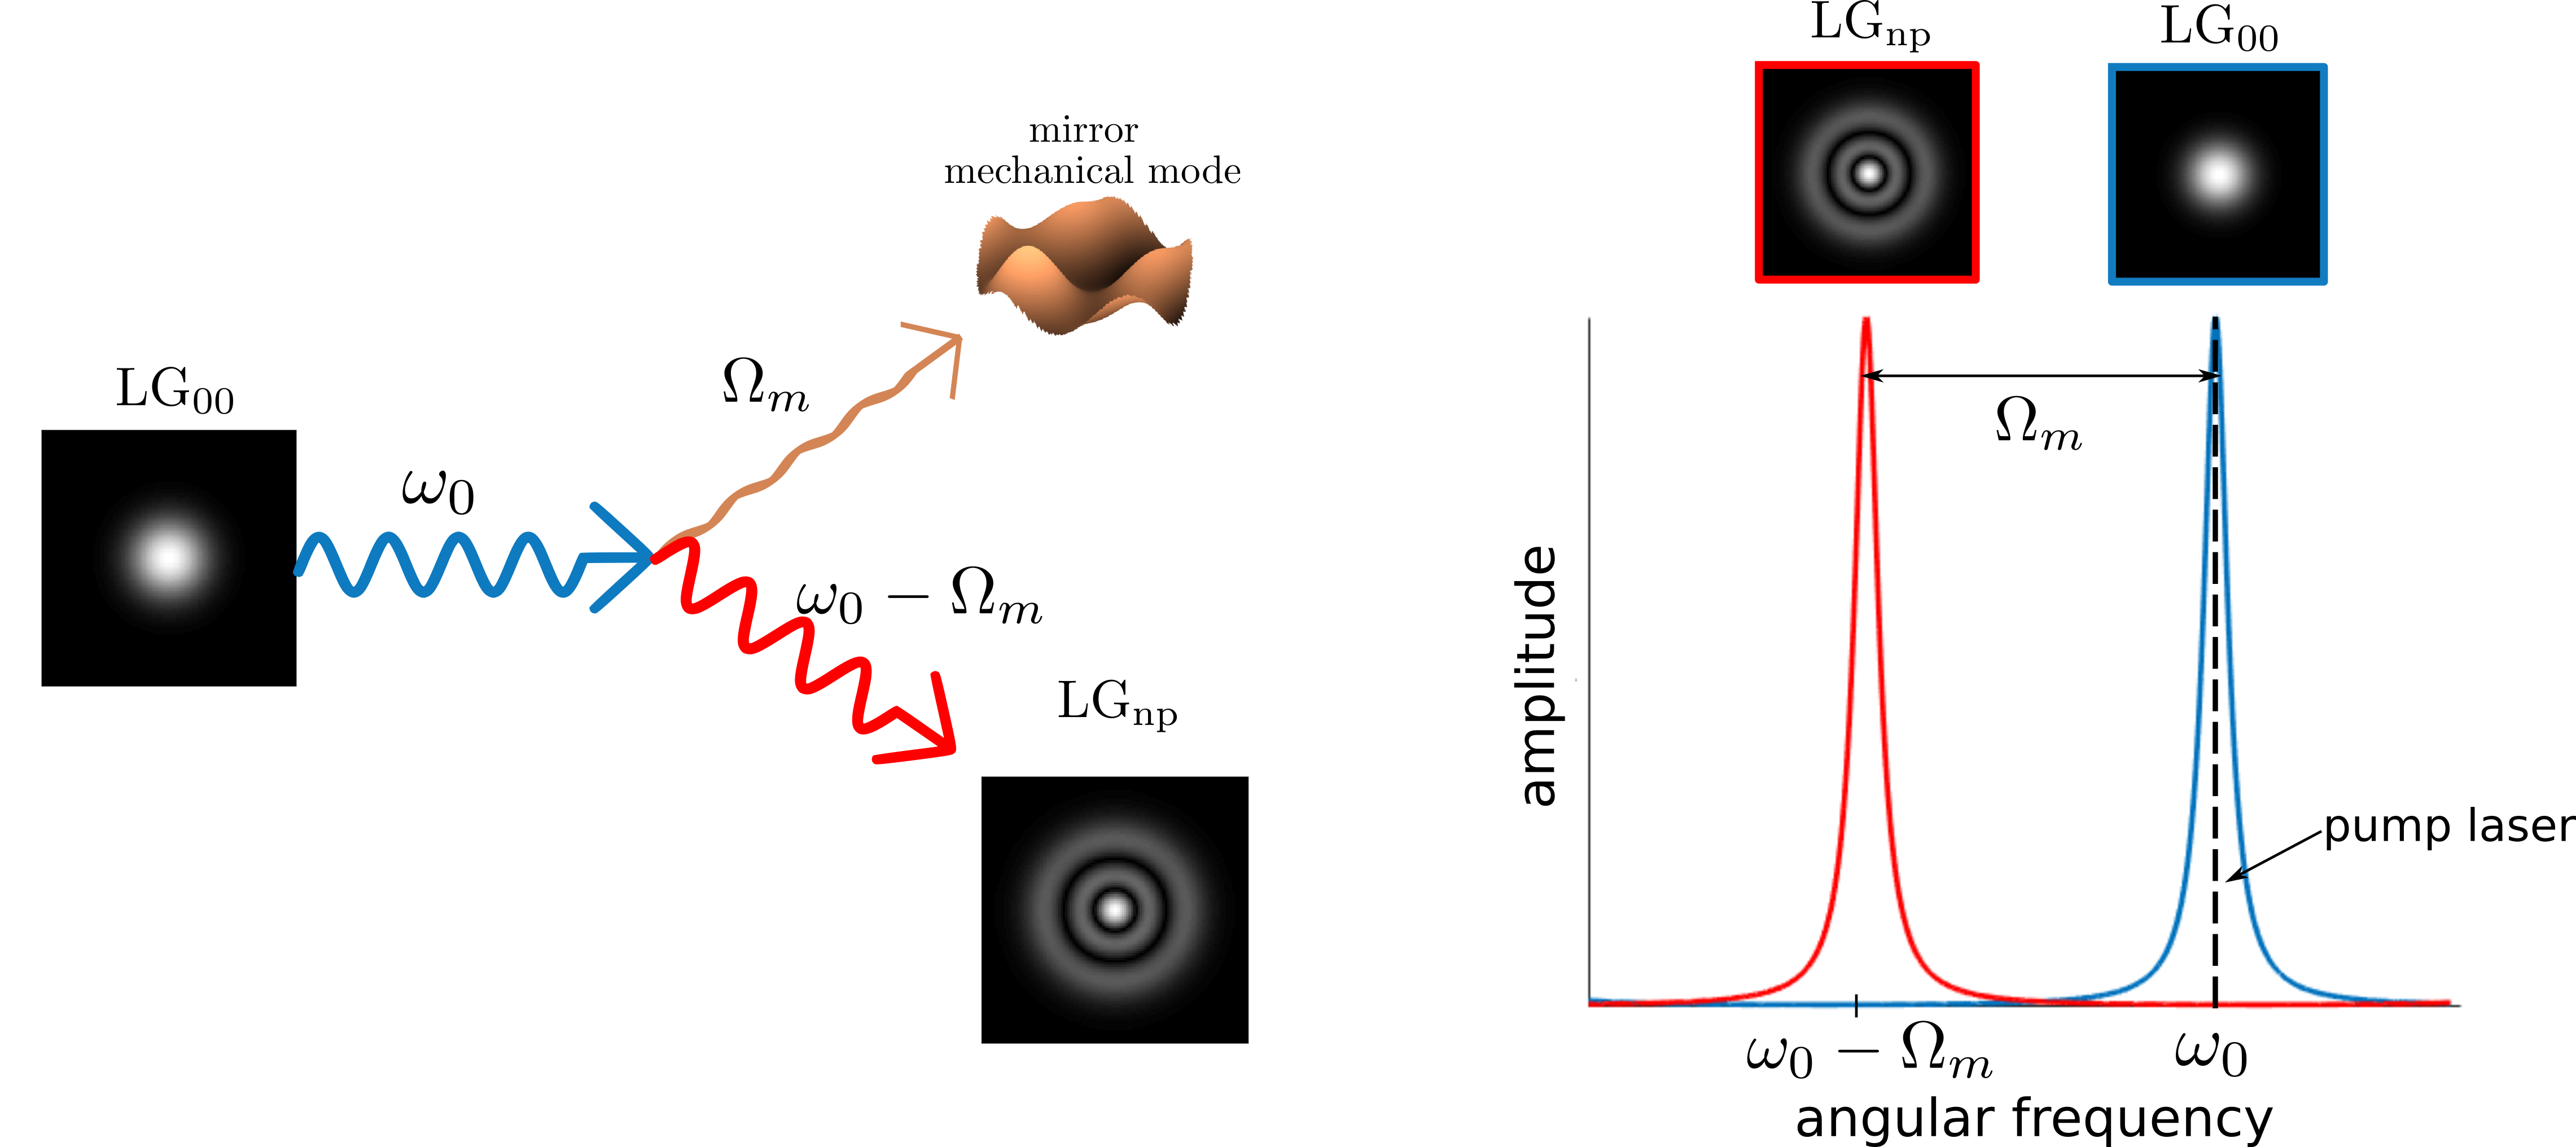 LG₀₀
ω₀
Ωₘ
mirror
mechanical mode
ω₀ − Ωₘ
LGₙₚ
LGₙₚ
LG₀₀
Ωₘ
amplitude
pump laser
ω₀ − Ωₘ
ω₀
angular frequency